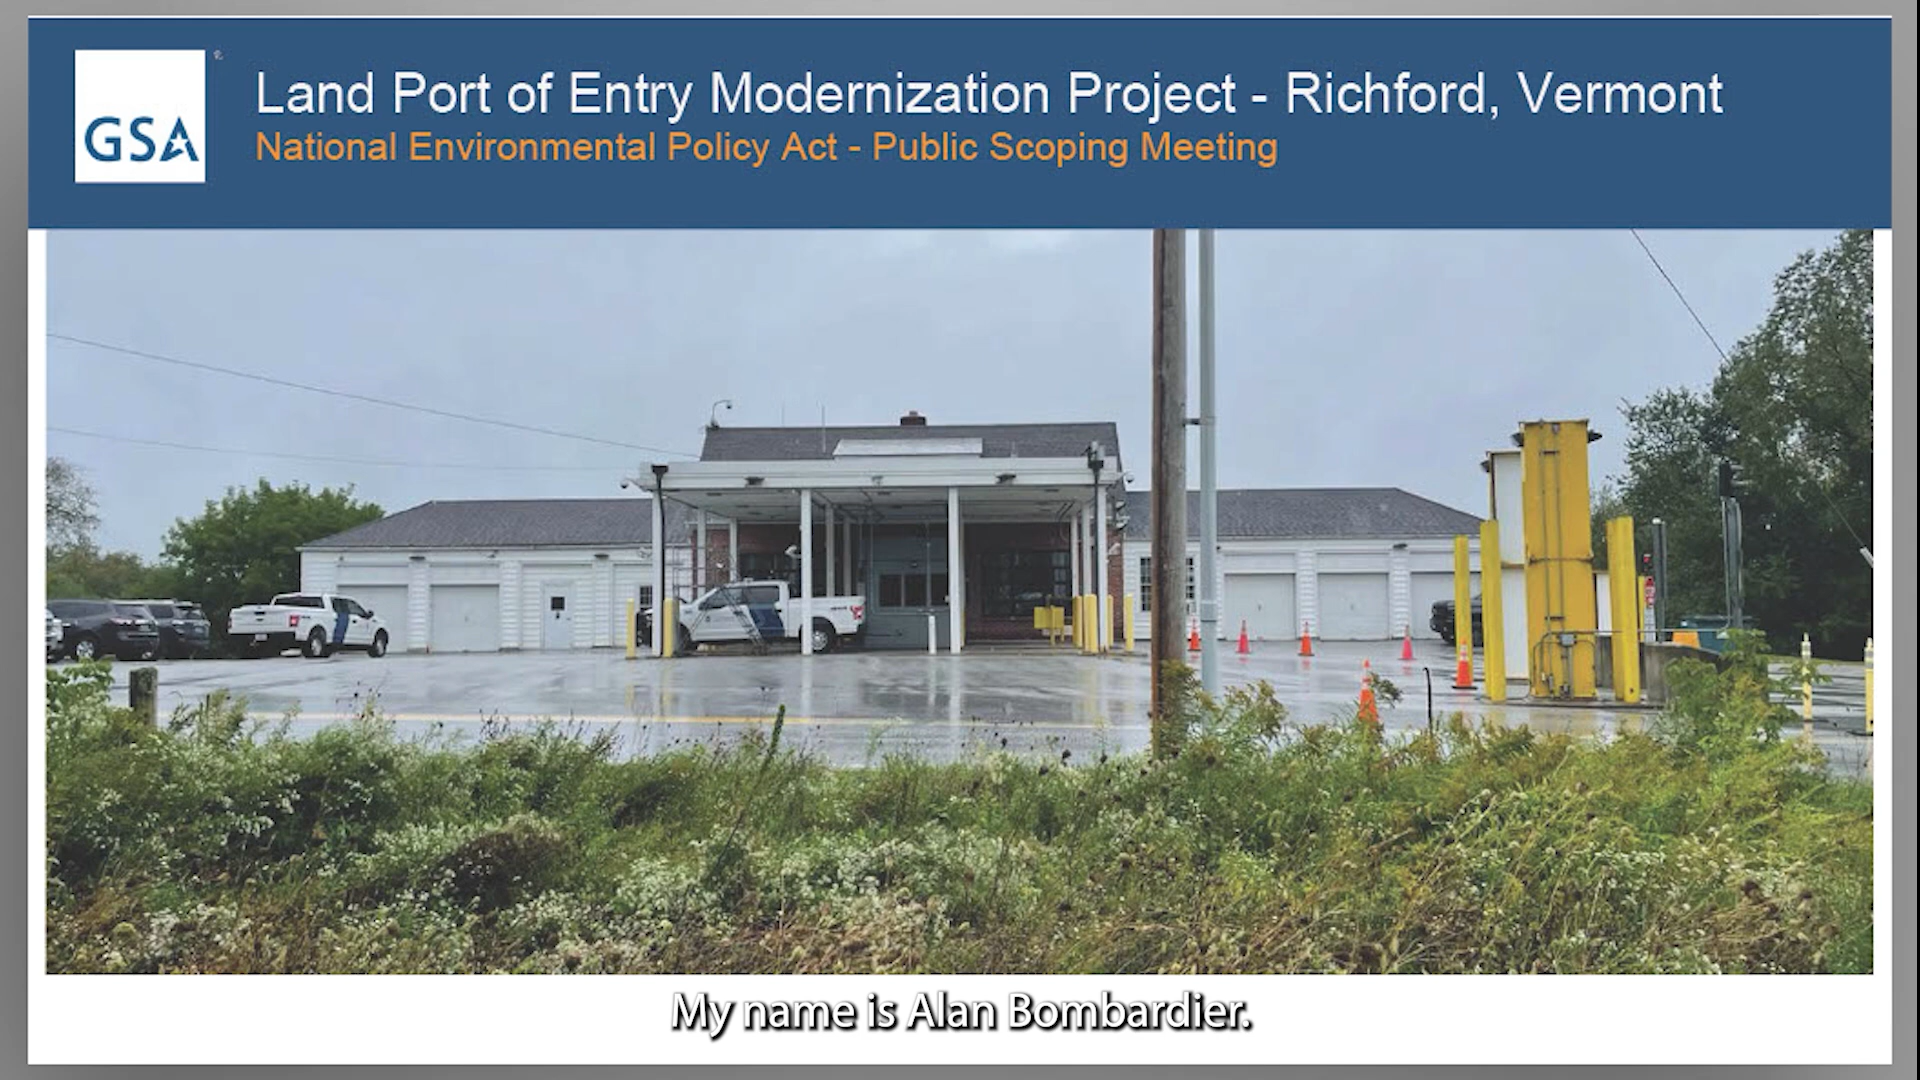 GSA
Land Port of Entry Modernization Project - Richford, Vermont
National Environmental Policy Act - Public Scoping Meeting
My name is Alan Bombardier.